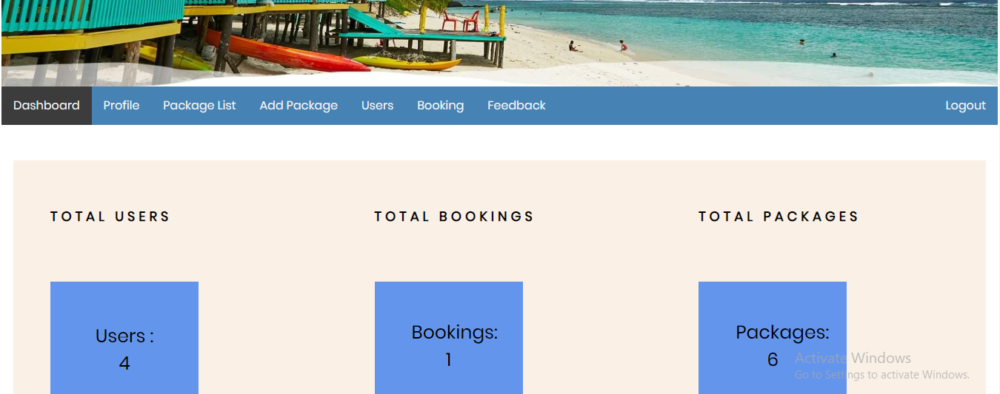 Dashboard Profile Package List Add Package Users Booking Feedback Logout
TOTAL USERS TOTAL BOOKINGS TOTAL PACKAGES
Users : Bookings: Packages:
4 1 6
Activate Windows
Go to Settings to activate Windows.